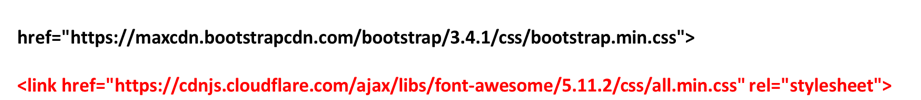 href="https://maxcdn.bootstrapcdn.com/bootstrap/3.4.1/css/bootstrap.min.css">
<link href="https://cdnjs.cloudflare.com/ajax/libs/font-awesome/5.11.2/css/all.min.css" rel="stylesheet">